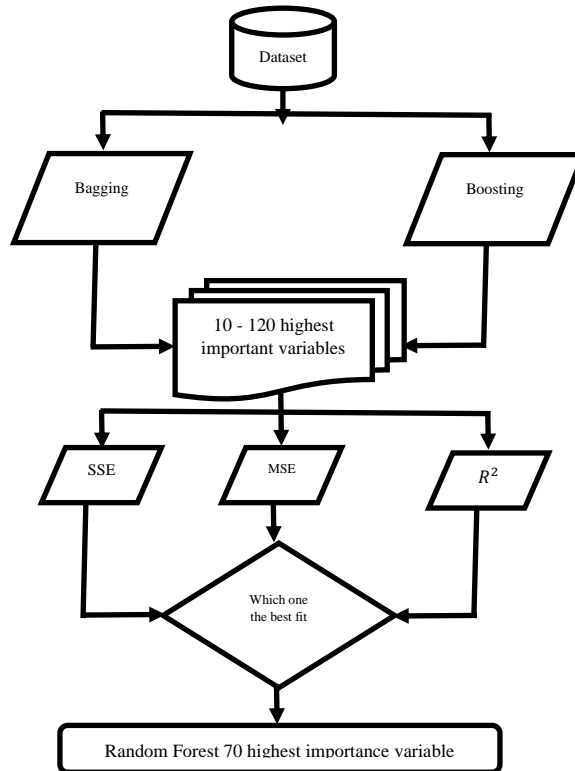 Dataset
Bagging
Boosting
10 - 120 highest
important variables
SSE
MSE
R²
Which one
the best fit
Random Forest 70 highest importance variable